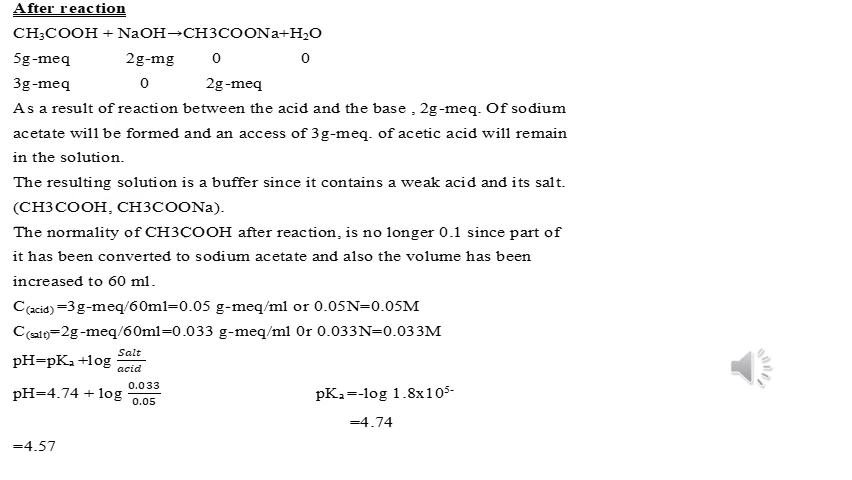 After reaction
CH₃COOH + NaOH→CH3COONa+H₂O
5g-meq 2g-mg 0 0
3g-meq 0 2g-meq
As a result of reaction between the acid and the base , 2g-meq. Of sodium
acetate will be formed and an access of 3g-meq. of acetic acid will remain
in the solution.
The resulting solution is a buffer since it contains a weak acid and its salt.
(CH3COOH, CH3COONa).
The normality of CH3COOH after reaction, is no longer 0.1 since part of
it has been converted to sodium acetate and also the volume has been
increased to 60 ml.
C(acid)=3g-meq/60ml=0.05 g-meq/ml or 0.05N=0.05M
C(salt)=2g-meq/60ml=0.033 g-meq/ml 0r 0.033N=0.033M
pH=pKa +log Salt/acid
pH=4.74 + log 0.033/0.05 pKa=-log 1.8x10⁵⁻
=4.74
=4.57